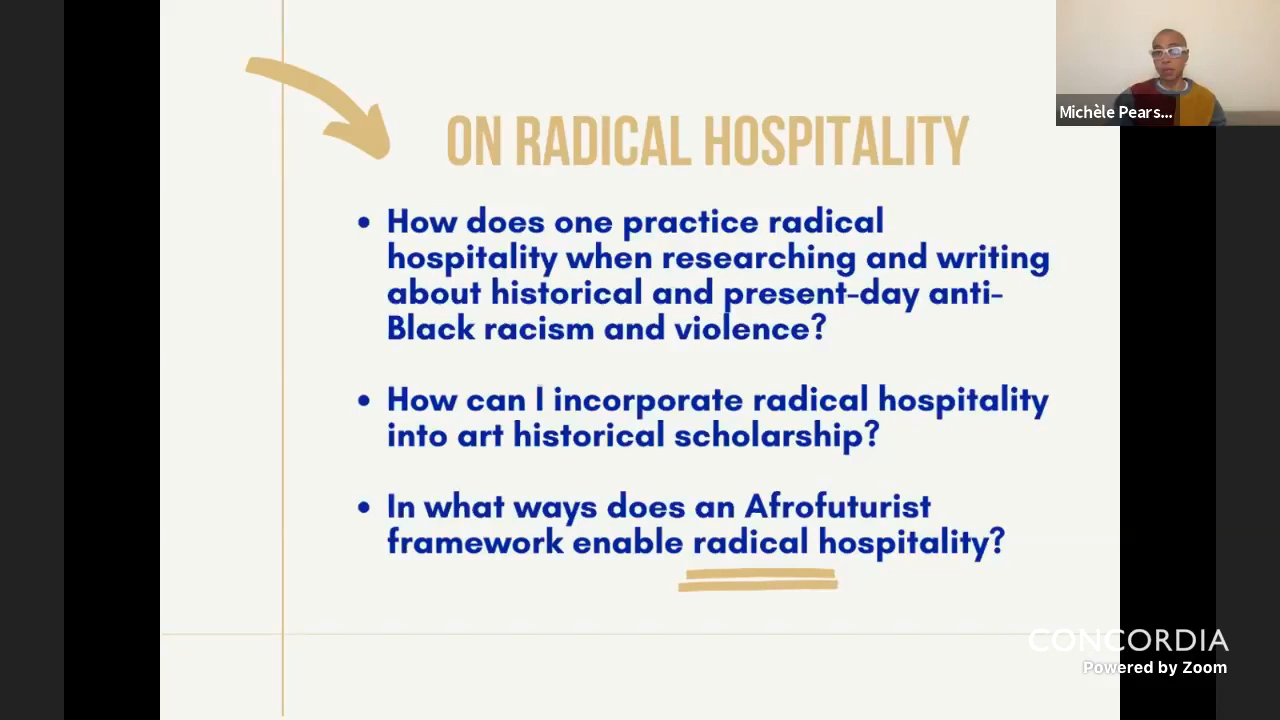 Michèle Pears...
ON RADICAL HOSPITALITY
• How does one practice radical
hospitality when researching and writing
about historical and present-day anti-
Black racism and violence?
• How can I incorporate radical hospitality
into art historical scholarship?
• In what ways does an Afrofuturist
framework enable radical hospitality?
CONCORDIA
Powered by Zoom